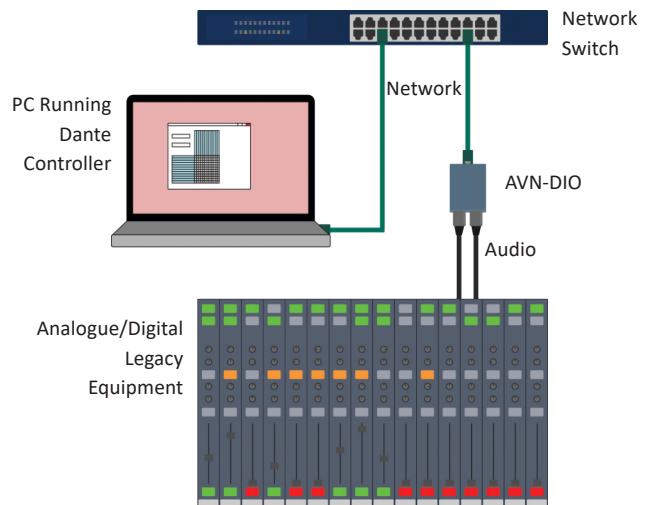 Network
Switch
Network
PC Running
Dante
Controller
AVN-DIO
Audio
Analogue/Digital
Legacy
Equipment